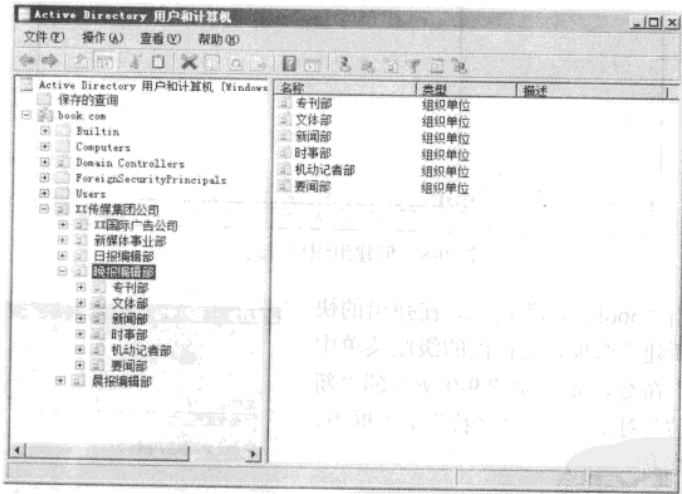 Active Directory 用户和计算机
文件(F) 操作(A) 查看(V) 帮助(H)
Active Directory 用户和计算机 [Windows
保存的查询
book.com
Builtin
Computers
Domain Controllers
ForeignSecurityPrincipals
Users
XX传媒集团公司
XX国际广告公司
新媒体事业部
日报编辑部
晚报编辑部
专刊部
文体部
新闻部
时事部
机动记者部
要闻部
晨报编辑部
名称 类型 描述
专刊部 组织单位
文体部 组织单位
新闻部 组织单位
时事部 组织单位
机动记者部 组织单位
要闻部 组织单位